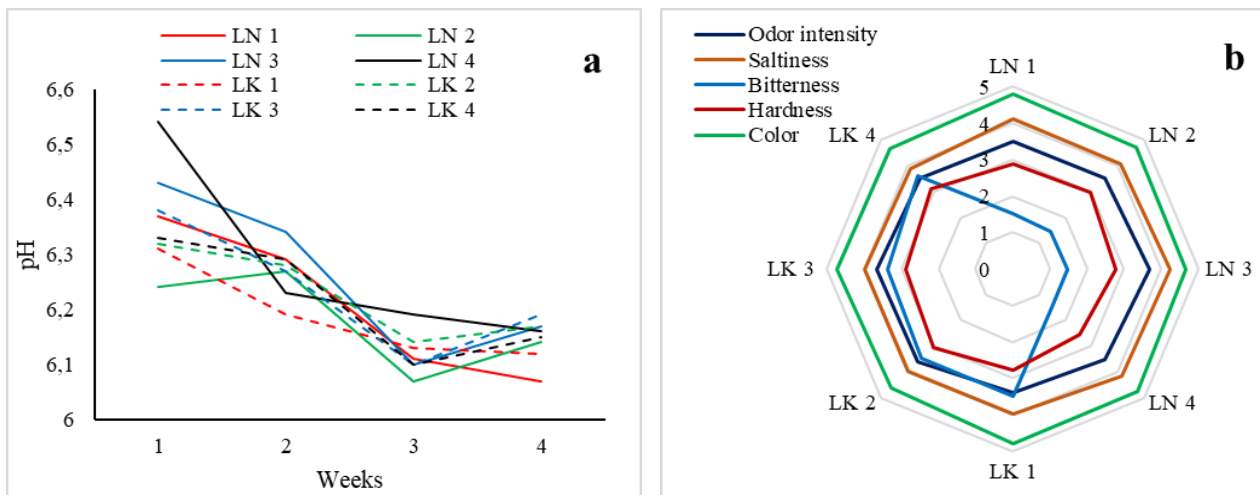 LN 1 LN 2
LN 3 LN 4
LK 1 LK 2
LK 3 LK 4
a
6,6
6,5
6,4
6,3
6,2
6,1
6
pH
1 2 3 4
Weeks
Odor intensity
Saltiness
Bitterness
Hardness
Color
b
LN 1
LN 2
LN 3
LN 4
LK 1
LK 2
LK 3
LK 4
5
4
3
2
1
0